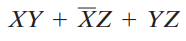 XY + X̅Z + YZ